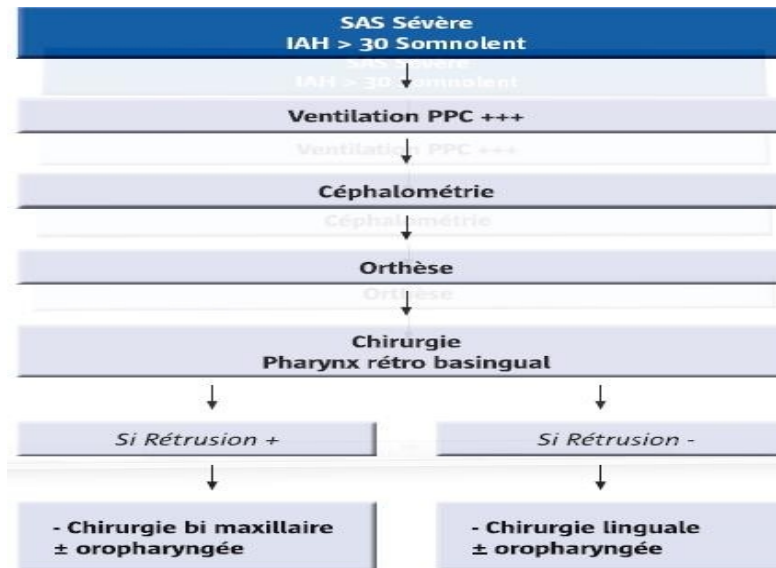 SAS Sévère
IAH > 30 Somnolent
Ventilation PPC +++
Céphalométrie
Orthèse
Chirurgie
Pharynx rétro basingual
Si Rétrusion +
Si Rétrusion -
- Chirurgie bi maxillaire
± oropharyngée
- Chirurgie linguale
± oropharyngée